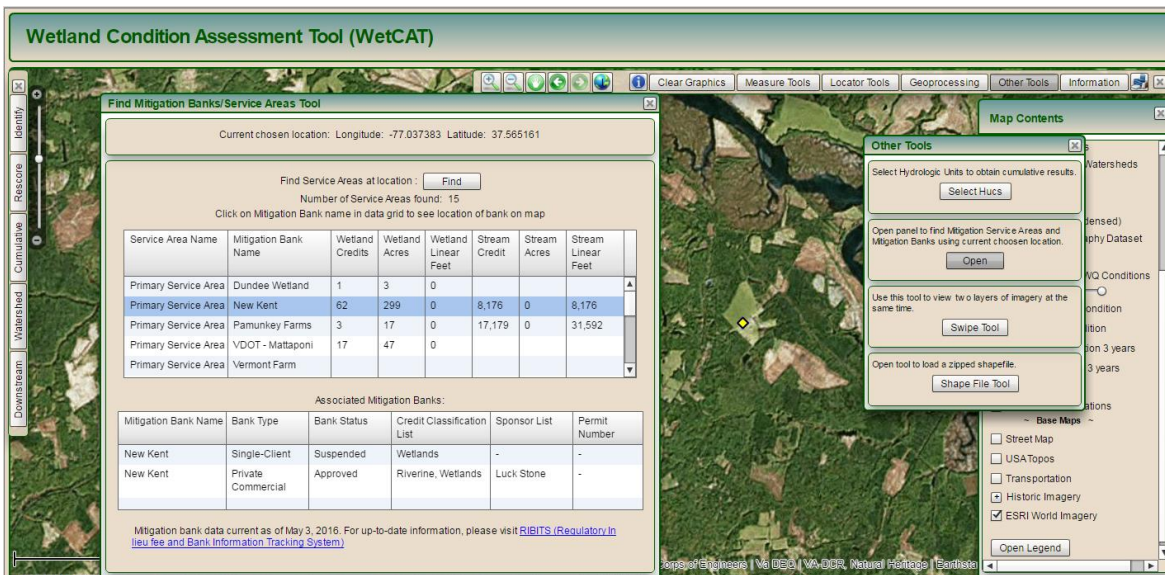 Wetland Condition Assessment Tool (WetCAT)
Clear Graphics Measure Tools Locator Tools Geoprocessing Other Tools Information
Identify
Rescore
Cumulative
Watershed
Downstream
Find Mitigation Banks/Service Areas Tool
Current chosen location: Longitude: -77.037383 Latitude: 37.565161
Find Service Areas at location : Find
Number of Service Areas found: 15
Click on Mitigation Bank name in data grid to see location of bank on map
Service Area Name Mitigation Bank Name Wetland Credits Wetland Acres Wetland Linear Feet Stream Credit Stream Acres Stream Linear Feet
Primary Service Area Dundee Wetland 1 3 0
Primary Service Area New Kent 62 299 0 8,176 0 8,176
Primary Service Area Pamunkey Farms 3 17 0 17,179 0 31,592
Primary Service Area VDOT - Mattaponi 17 47 0
Primary Service Area Vermont Farm
Associated Mitigation Banks:
Mitigation Bank Name Bank Type Bank Status Credit Classification List Sponsor List Permit Number
New Kent Single-Client Suspended Wetlands - -
New Kent Private Commercial Approved Riverine, Wetlands Luck Stone -
Mitigation bank data current as of May 3, 2016. For up-to-date information, please visit RIBITS (Regulatory In
lieu fee and Bank Information Tracking System)
Other Tools
Select Hydrologic Units to obtain cumulative results.
Select Hucs
Open panel to find Mitigation Service Areas and
Mitigation Banks using current choosen location.
Open
Use this tool to view two layers of imagery at the
same time.
Swipe Tool
Open tool to load a zipped shapefile.
Shape File Tool
Map Contents
Watersheds
densed)
aphy Dataset
WQ Conditions
ondition
dition
tion 3 years
3 years
ations
~ Base Maps ~
Street Map
USATopos
Transportation
Historic Imagery
ESRI World Imagery
Open Legend
Corps of Engineers | Va DEQ | VA-DCR, Natural Heritage | Earthsta